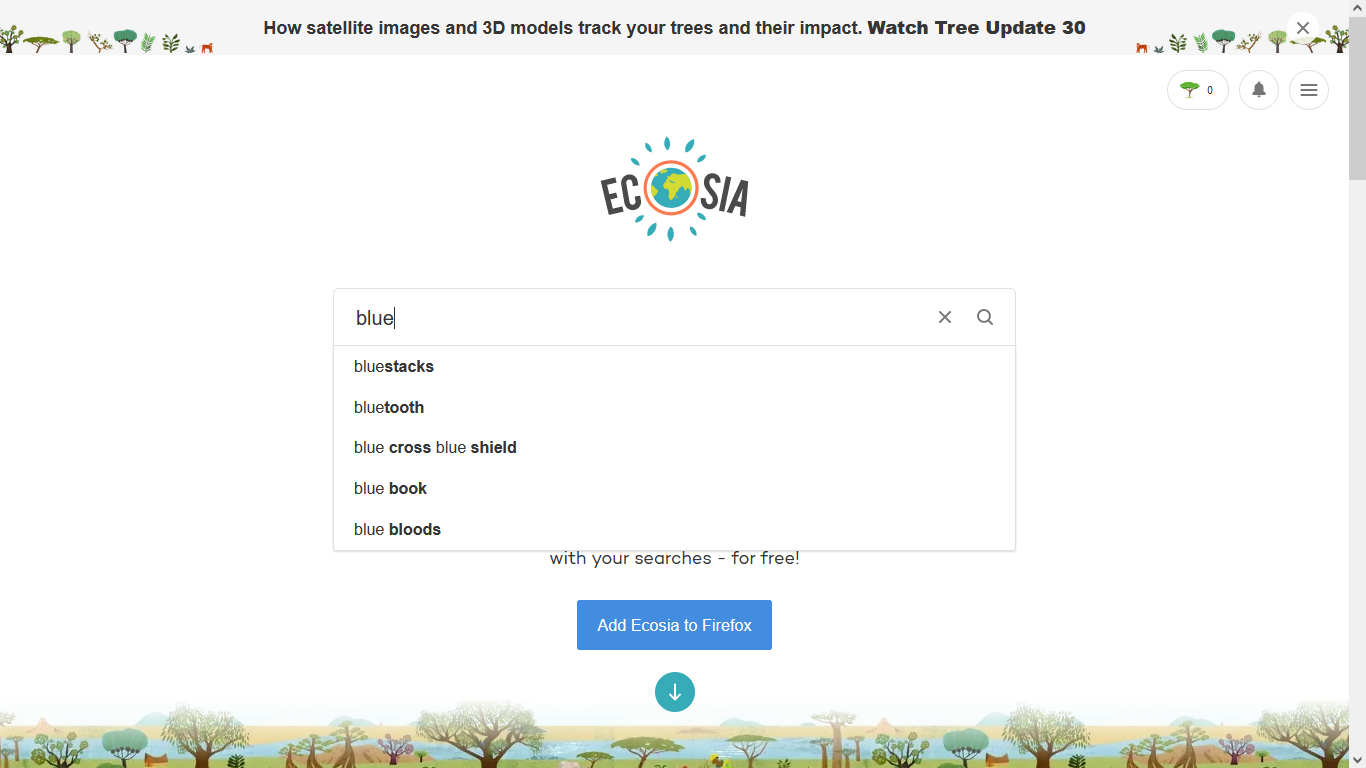 How satellite images and 3D models track your trees and their impact. Watch Tree Update 30
0
ECOSIA
blue
bluestacks
bluetooth
blue cross blue shield
blue book
blue bloods
with your searches - for free!
Add Ecosia to Firefox